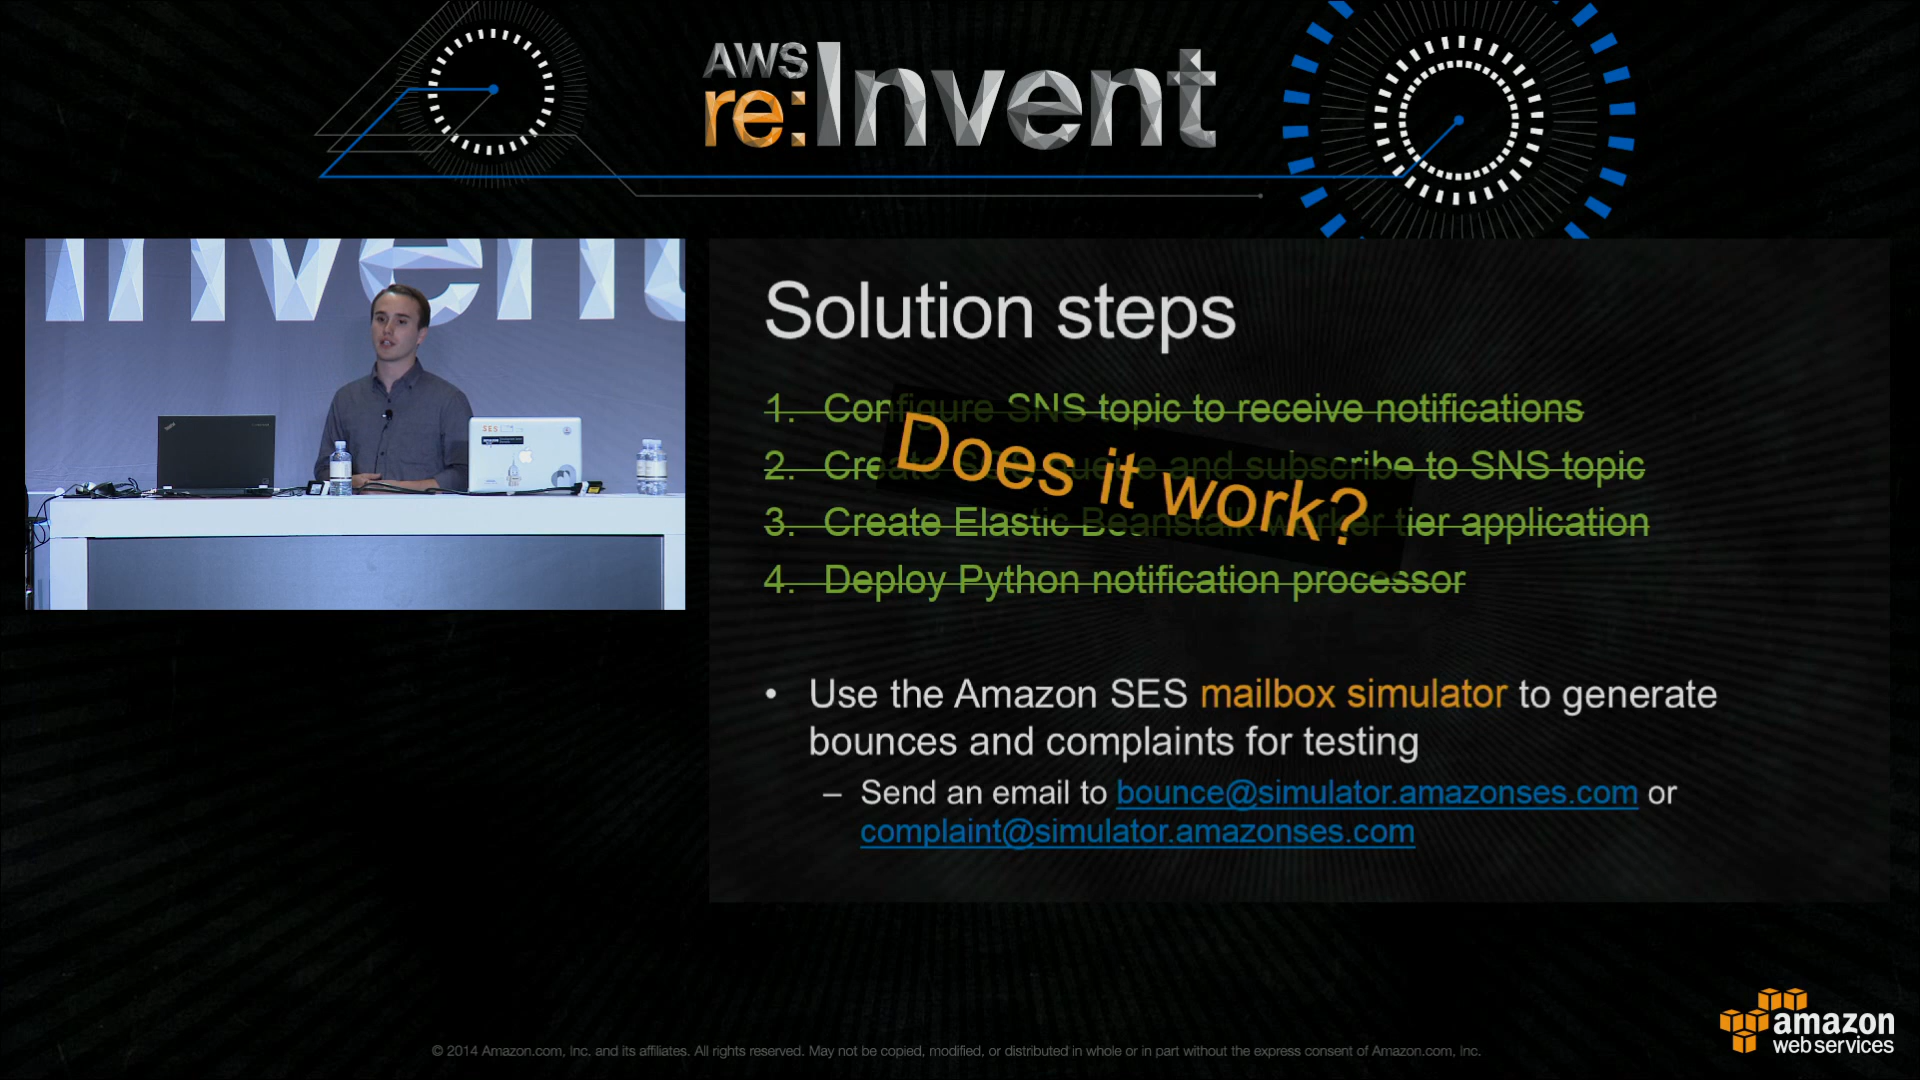 AWS
re:Invent
Invent
SES
Solution steps
1. Configure SNS topic to receive notifications
2. Create and subscribe to SNS topic
3. Create Elastic Beanstalk worker tier application
4. Deploy Python notification processor
Does it work?
• Use the Amazon SES mailbox simulator to generate
bounces and complaints for testing
– Send an email to bounce@simulator.amazonses.com or
complaint@simulator.amazonses.com
amazon
web services
© 2014 Amazon.com, Inc. and its affiliates. All rights reserved. May not be copied, modified, or distributed in whole or in part without the express consent of Amazon.com, Inc.